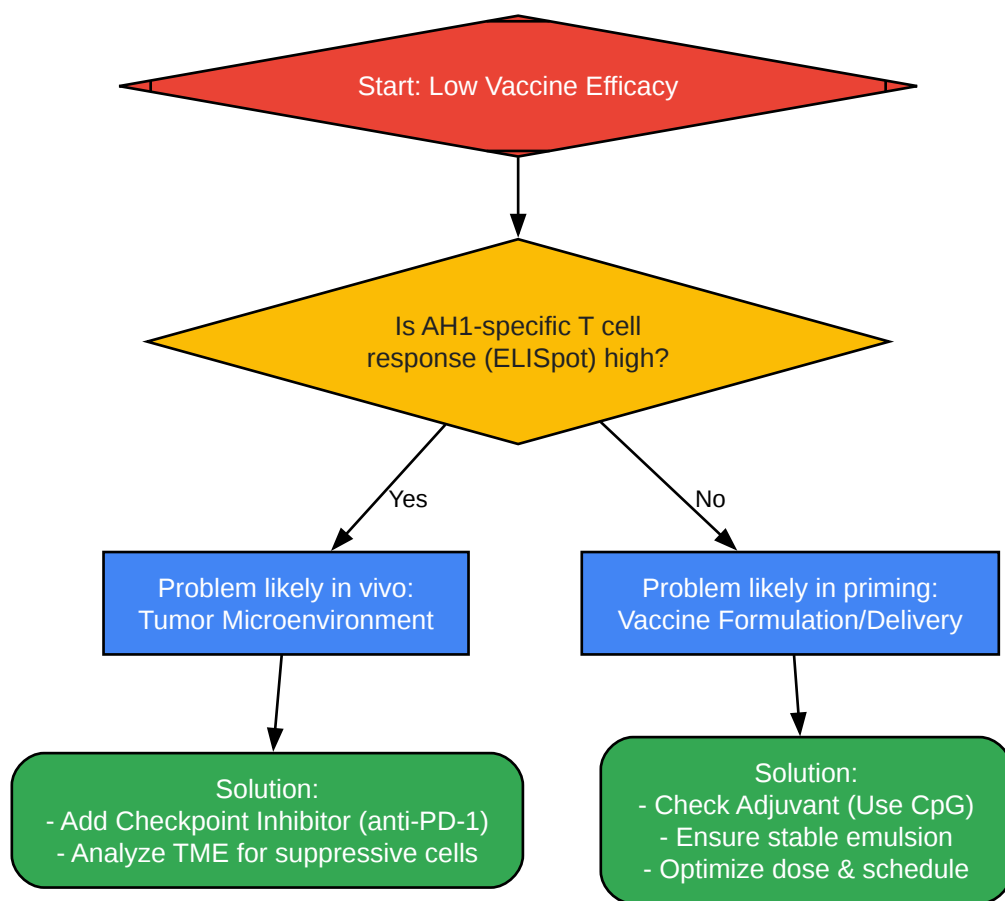 Start: Low Vaccine Efficacy
Is AH1-specific T cell
response (ELISpot) high?
Yes
No
Problem likely in vivo:
Tumor Microenvironment
Problem likely in priming:
Vaccine Formulation/Delivery
Solution:
- Add Checkpoint Inhibitor (anti-PD-1)
- Analyze TME for suppressive cells
Solution:
- Check Adjuvant (Use CpG)
- Ensure stable emulsion
- Optimize dose & schedule